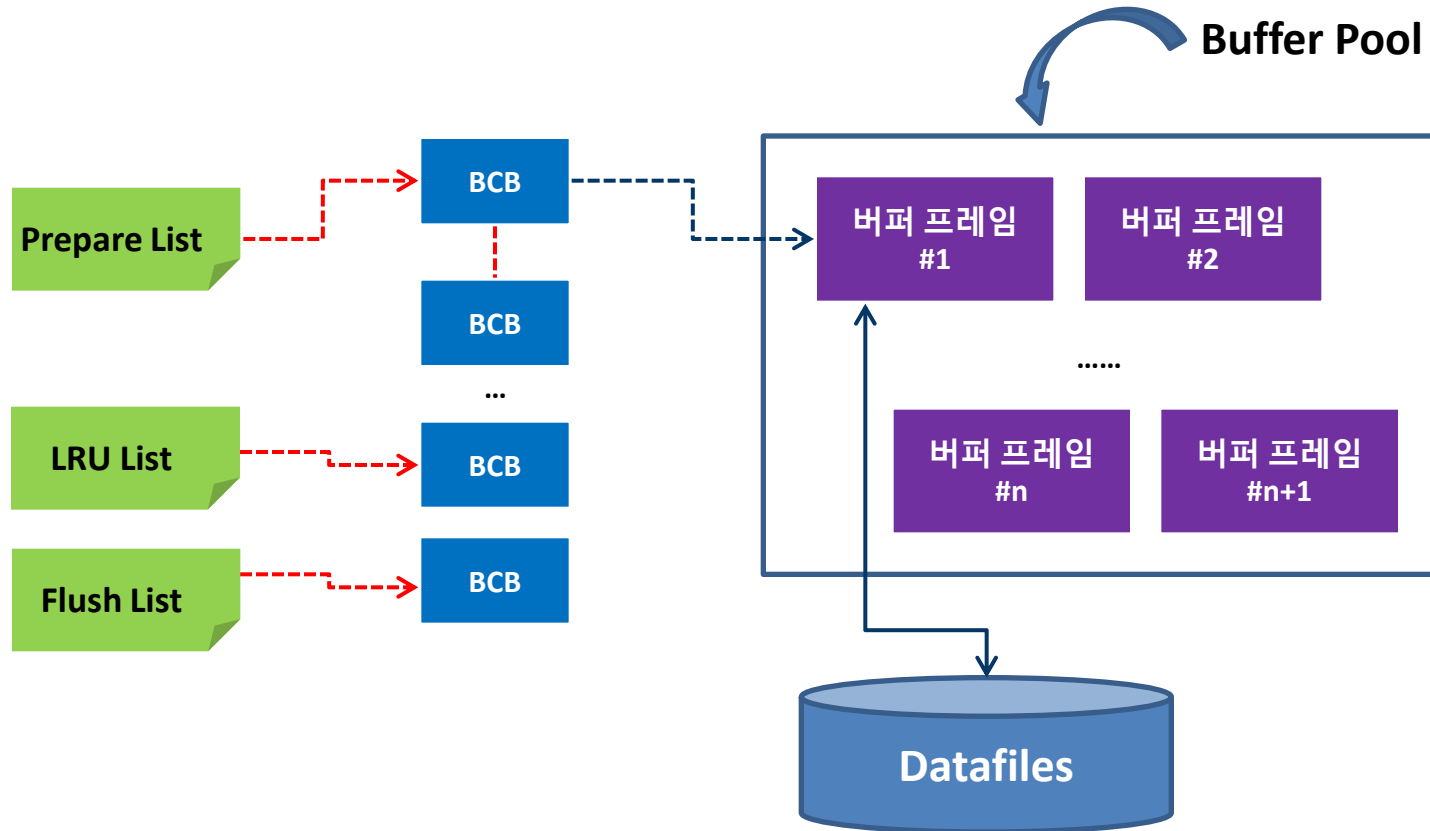 Buffer Pool
Prepare List
BCB
버퍼 프레임
#1
버퍼 프레임
#2
BCB
...
......
LRU List
BCB
버퍼 프레임
#n
버퍼 프레임
#n+1
Flush List
BCB
Datafiles